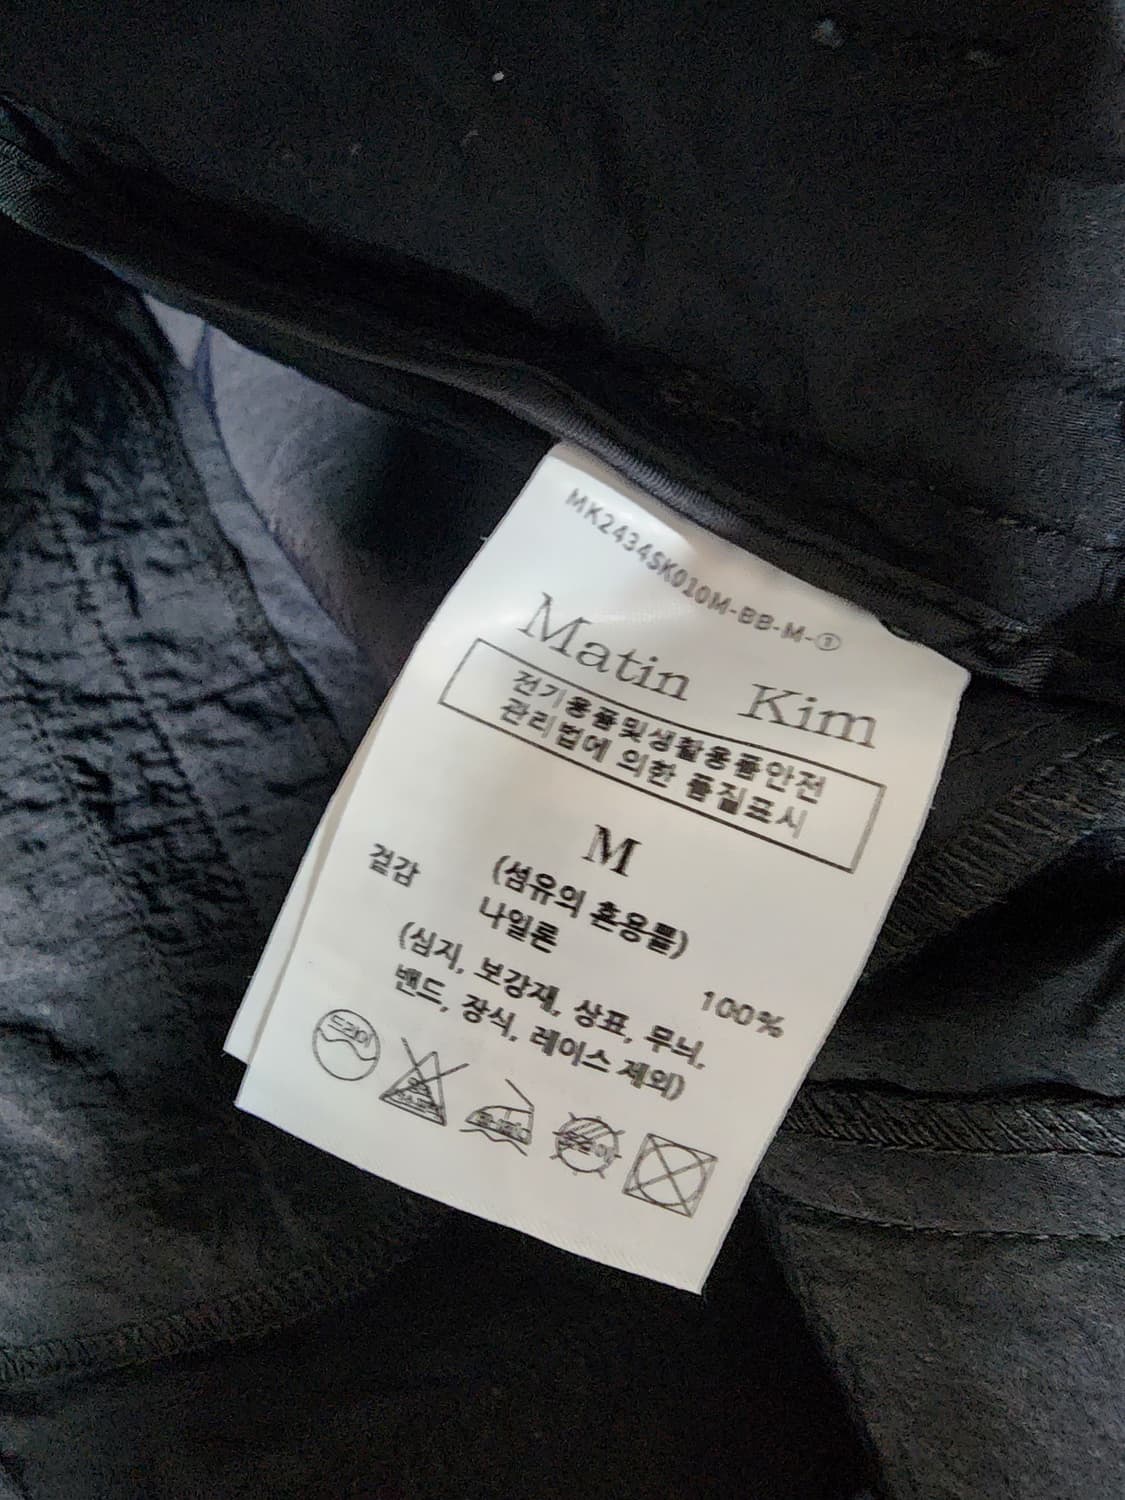 MK2434SK010M-BB-M-①
Matin Kim
전기용품및생활용품안전
관리법에 의한 품질표시
M
(섬유의 혼용률)
겉감 나일론 100%
(심지, 보강재, 상표, 무늬,
밴드, 장식, 레이스 제외)
드라이